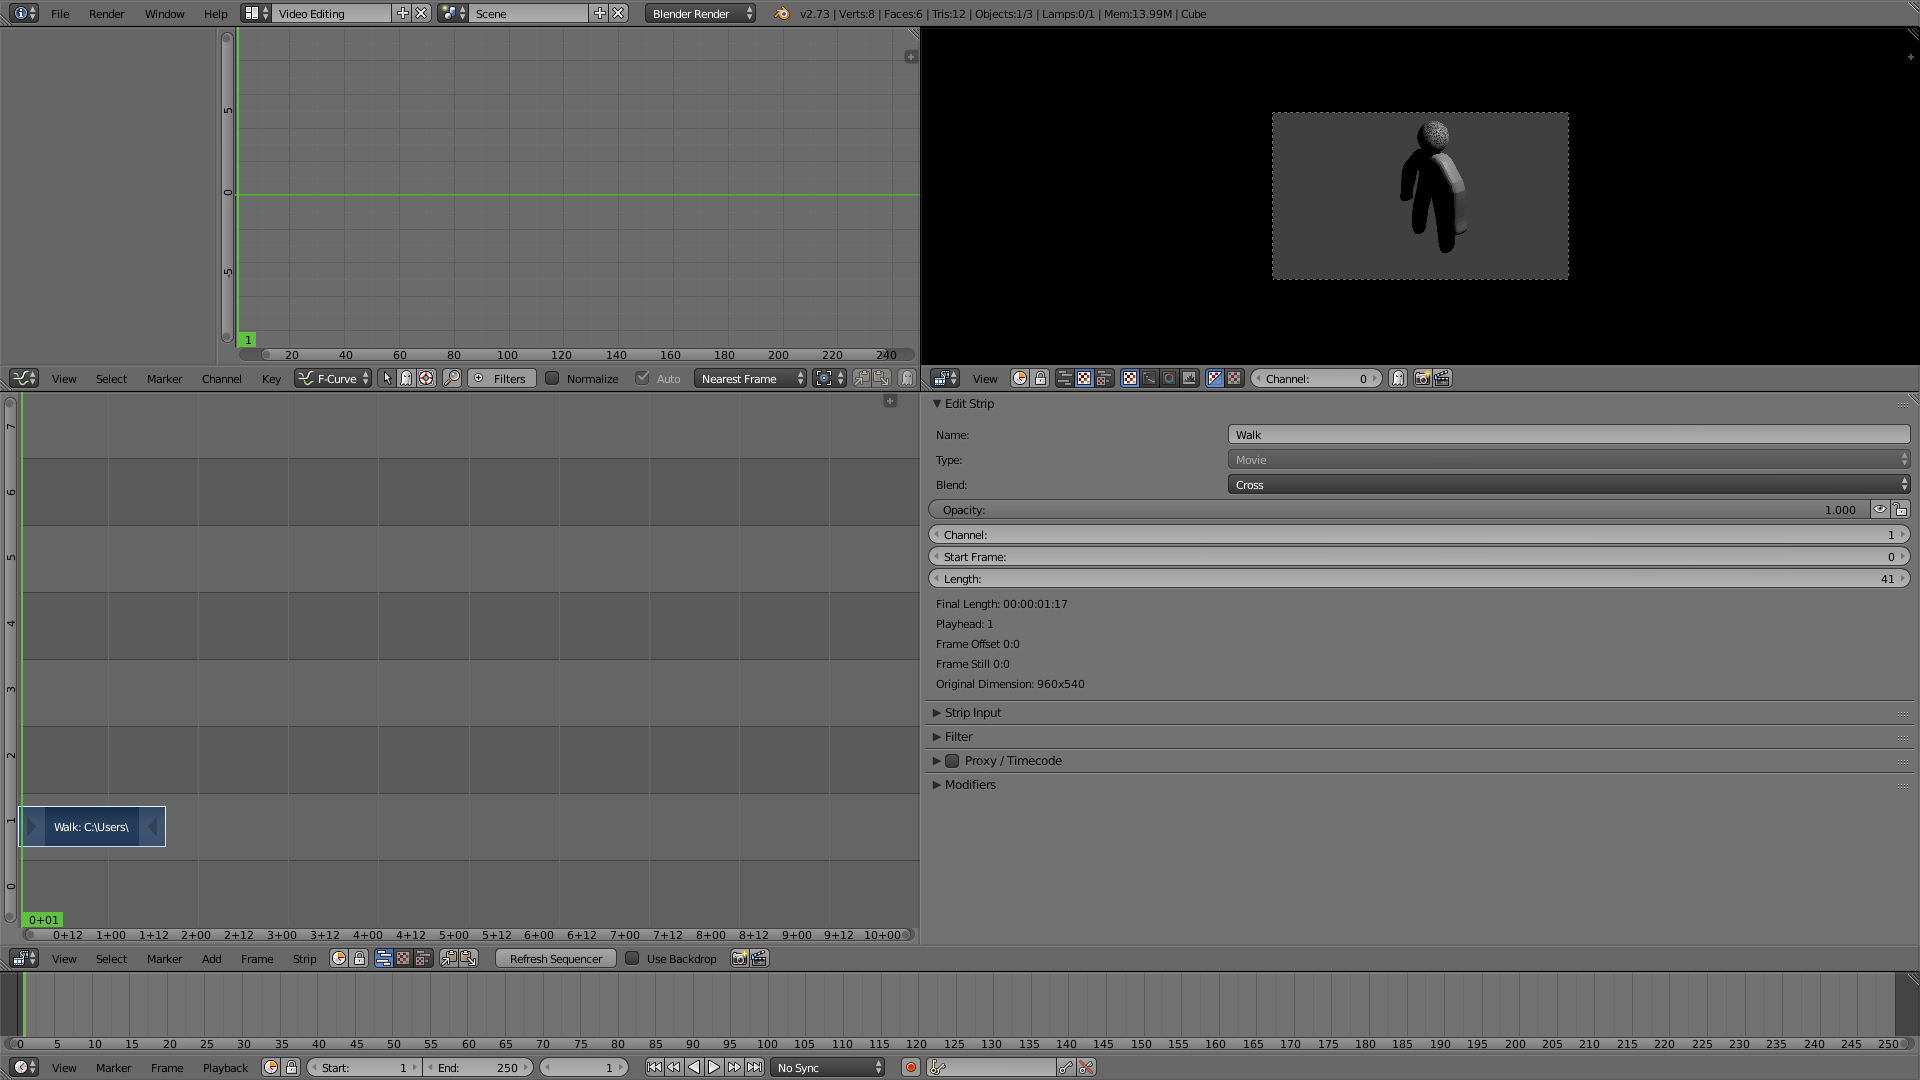 File Render Window Help Video Editing Scene Blender Render v2.73 | Verts:8 | Faces:6 | Tris:12 | Objects:1/3 | Lamps:0/1 | Mem:13.99M | Cube
5
0
-5
1
20 40 60 80 100 120 140 160 180 200 220 240
View Select Marker Channel Key F-Curve Filters Normalize Auto Nearest Frame
View Channel: 0
7
6
5
4
3
2
1
0
Walk: C:\Users\
0+01
0+12 1+00 1+12 2+00 2+12 3+00 3+12 4+00 4+12 5+00 5+12 6+00 6+12 7+00 7+12 8+00 8+12 9+00 9+12 10+00
View Select Marker Add Frame Strip Refresh Sequencer Use Backdrop
Edit Strip
Name: Walk
Type: Movie
Blend: Cross
Opacity: 1.000
Channel: 1
Start Frame: 0
Length: 41
Final Length: 00:00:01:17
Playhead: 1
Frame Offset 0:0
Frame Still 0:0
Original Dimension: 960x540
Strip Input
Filter
Proxy / Timecode
Modifiers
0 5 10 15 20 25 30 35 40 45 50 55 60 65 70 75 80 85 90 95 100 105 110 115 120 125 130 135 140 145 150 155 160 165 170 175 180 185 190 195 200 205 210 215 220 225 230 235 240 245 250
View Marker Frame Playback Start: 1 End: 250 1 No Sync